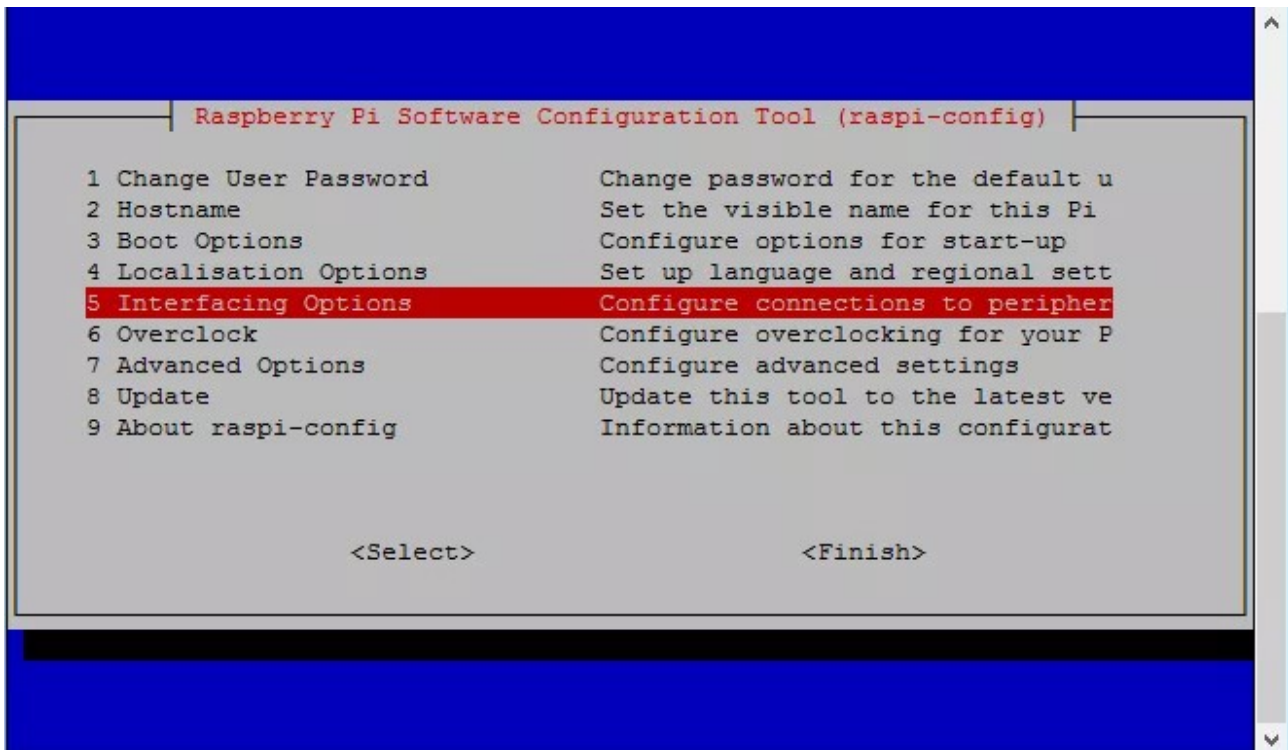 Raspberry Pi Software Configuration Tool (raspi-config)
1 Change User Password Change password for the default u
2 Hostname Set the visible name for this Pi
3 Boot Options Configure options for start-up
4 Localisation Options Set up language and regional sett
5 Interfacing Options Configure connections to peripher
6 Overclock Configure overclocking for your P
7 Advanced Options Configure advanced settings
8 Update Update this tool to the latest ve
9 About raspi-config Information about this configurat
<Select> <Finish>